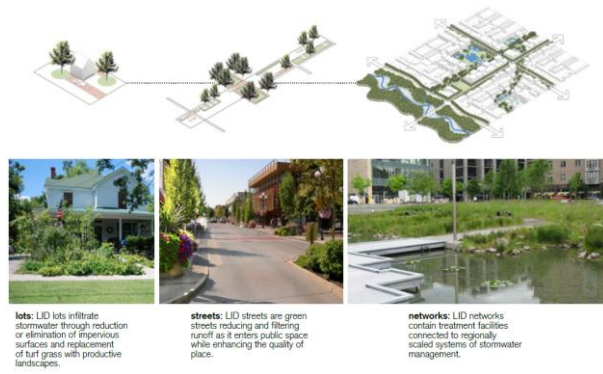 lots: LID lots infiltrate
stormwater through reduction
or elimination of impervious
surfaces and replacement
of turf grass with productive
landscapes.
streets: LID streets are green
streets reducing and filtering
runoff as it enters public space
while enhancing the quality of
place.
networks: LID networks
contain treatment facilities
connected to regionally
scaled systems of stormwater
management.